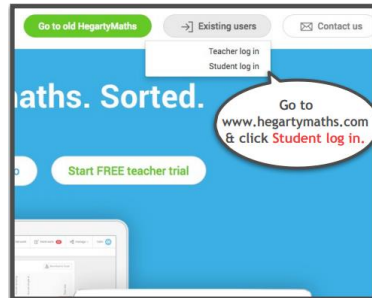 Go to old HegartyMaths
Existing users
Contact us
Teacher log in
Student log in
aths. Sorted.
Go to
www.hegartymaths.com
& click Student log in.
Start FREE teacher trial